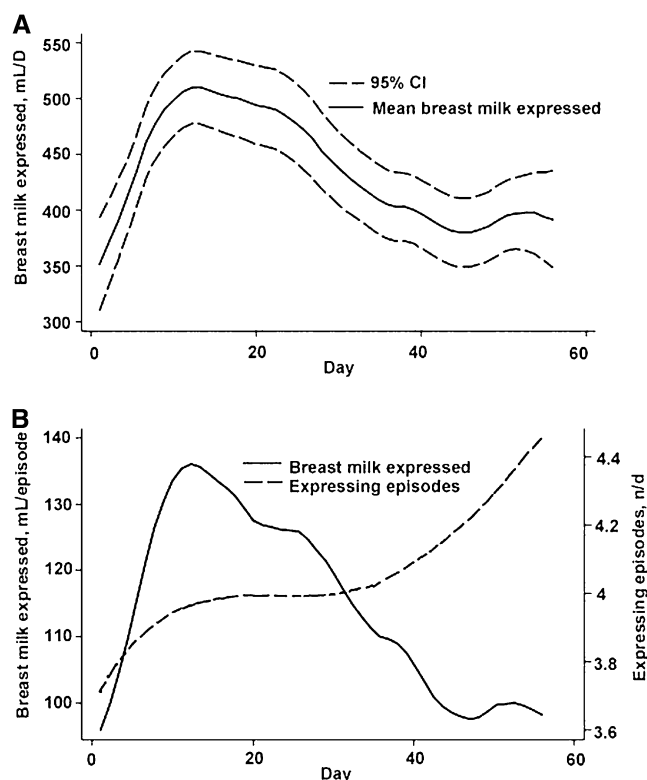 A
Breast milk expressed, mL/D
550
500
450
400
350
300
95% CI
Mean breast milk expressed
0
20
40
60
Day
B
Breast milk expressed, mL/episode
140
130
120
110
100
Breast milk expressed
Expressing episodes
4.4
4.2
4
3.8
3.6
Expressing episodes, n/d
0
20
40
60
Day